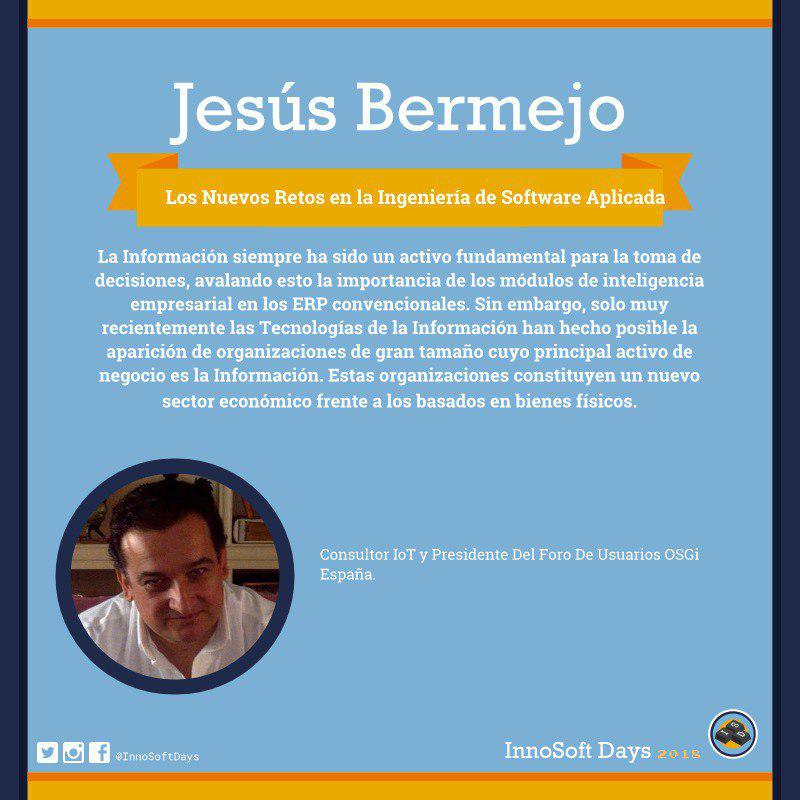 Jesús Bermejo
Los Nuevos Retos en la Ingeniería de Software Aplicada
La Información siempre ha sido un activo fundamental para la toma de
decisiones, avalando esto la importancia de los módulos de inteligencia
empresarial en los ERP convencionales. Sin embargo, solo muy
recientemente las Tecnologías de la Información han hecho posible la
aparición de organizaciones de gran tamaño cuyo principal activo de
negocio es la Información. Estas organizaciones constituyen un nuevo
sector económico frente a los basados en bienes físicos.
Consultor IoT y Presidente Del Foro De Usuarios OSGi
España.
@InnoSoftDays
InnoSoft Days 2018
I S D